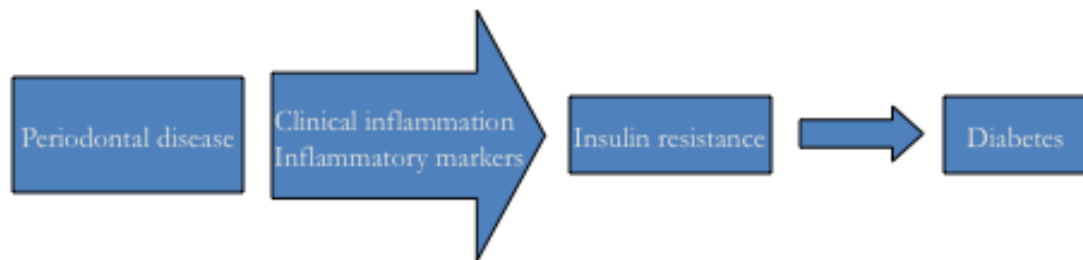 Periodontal disease
Clinical inflammation
Inflammatory markers
Insulin resistance
Diabetes